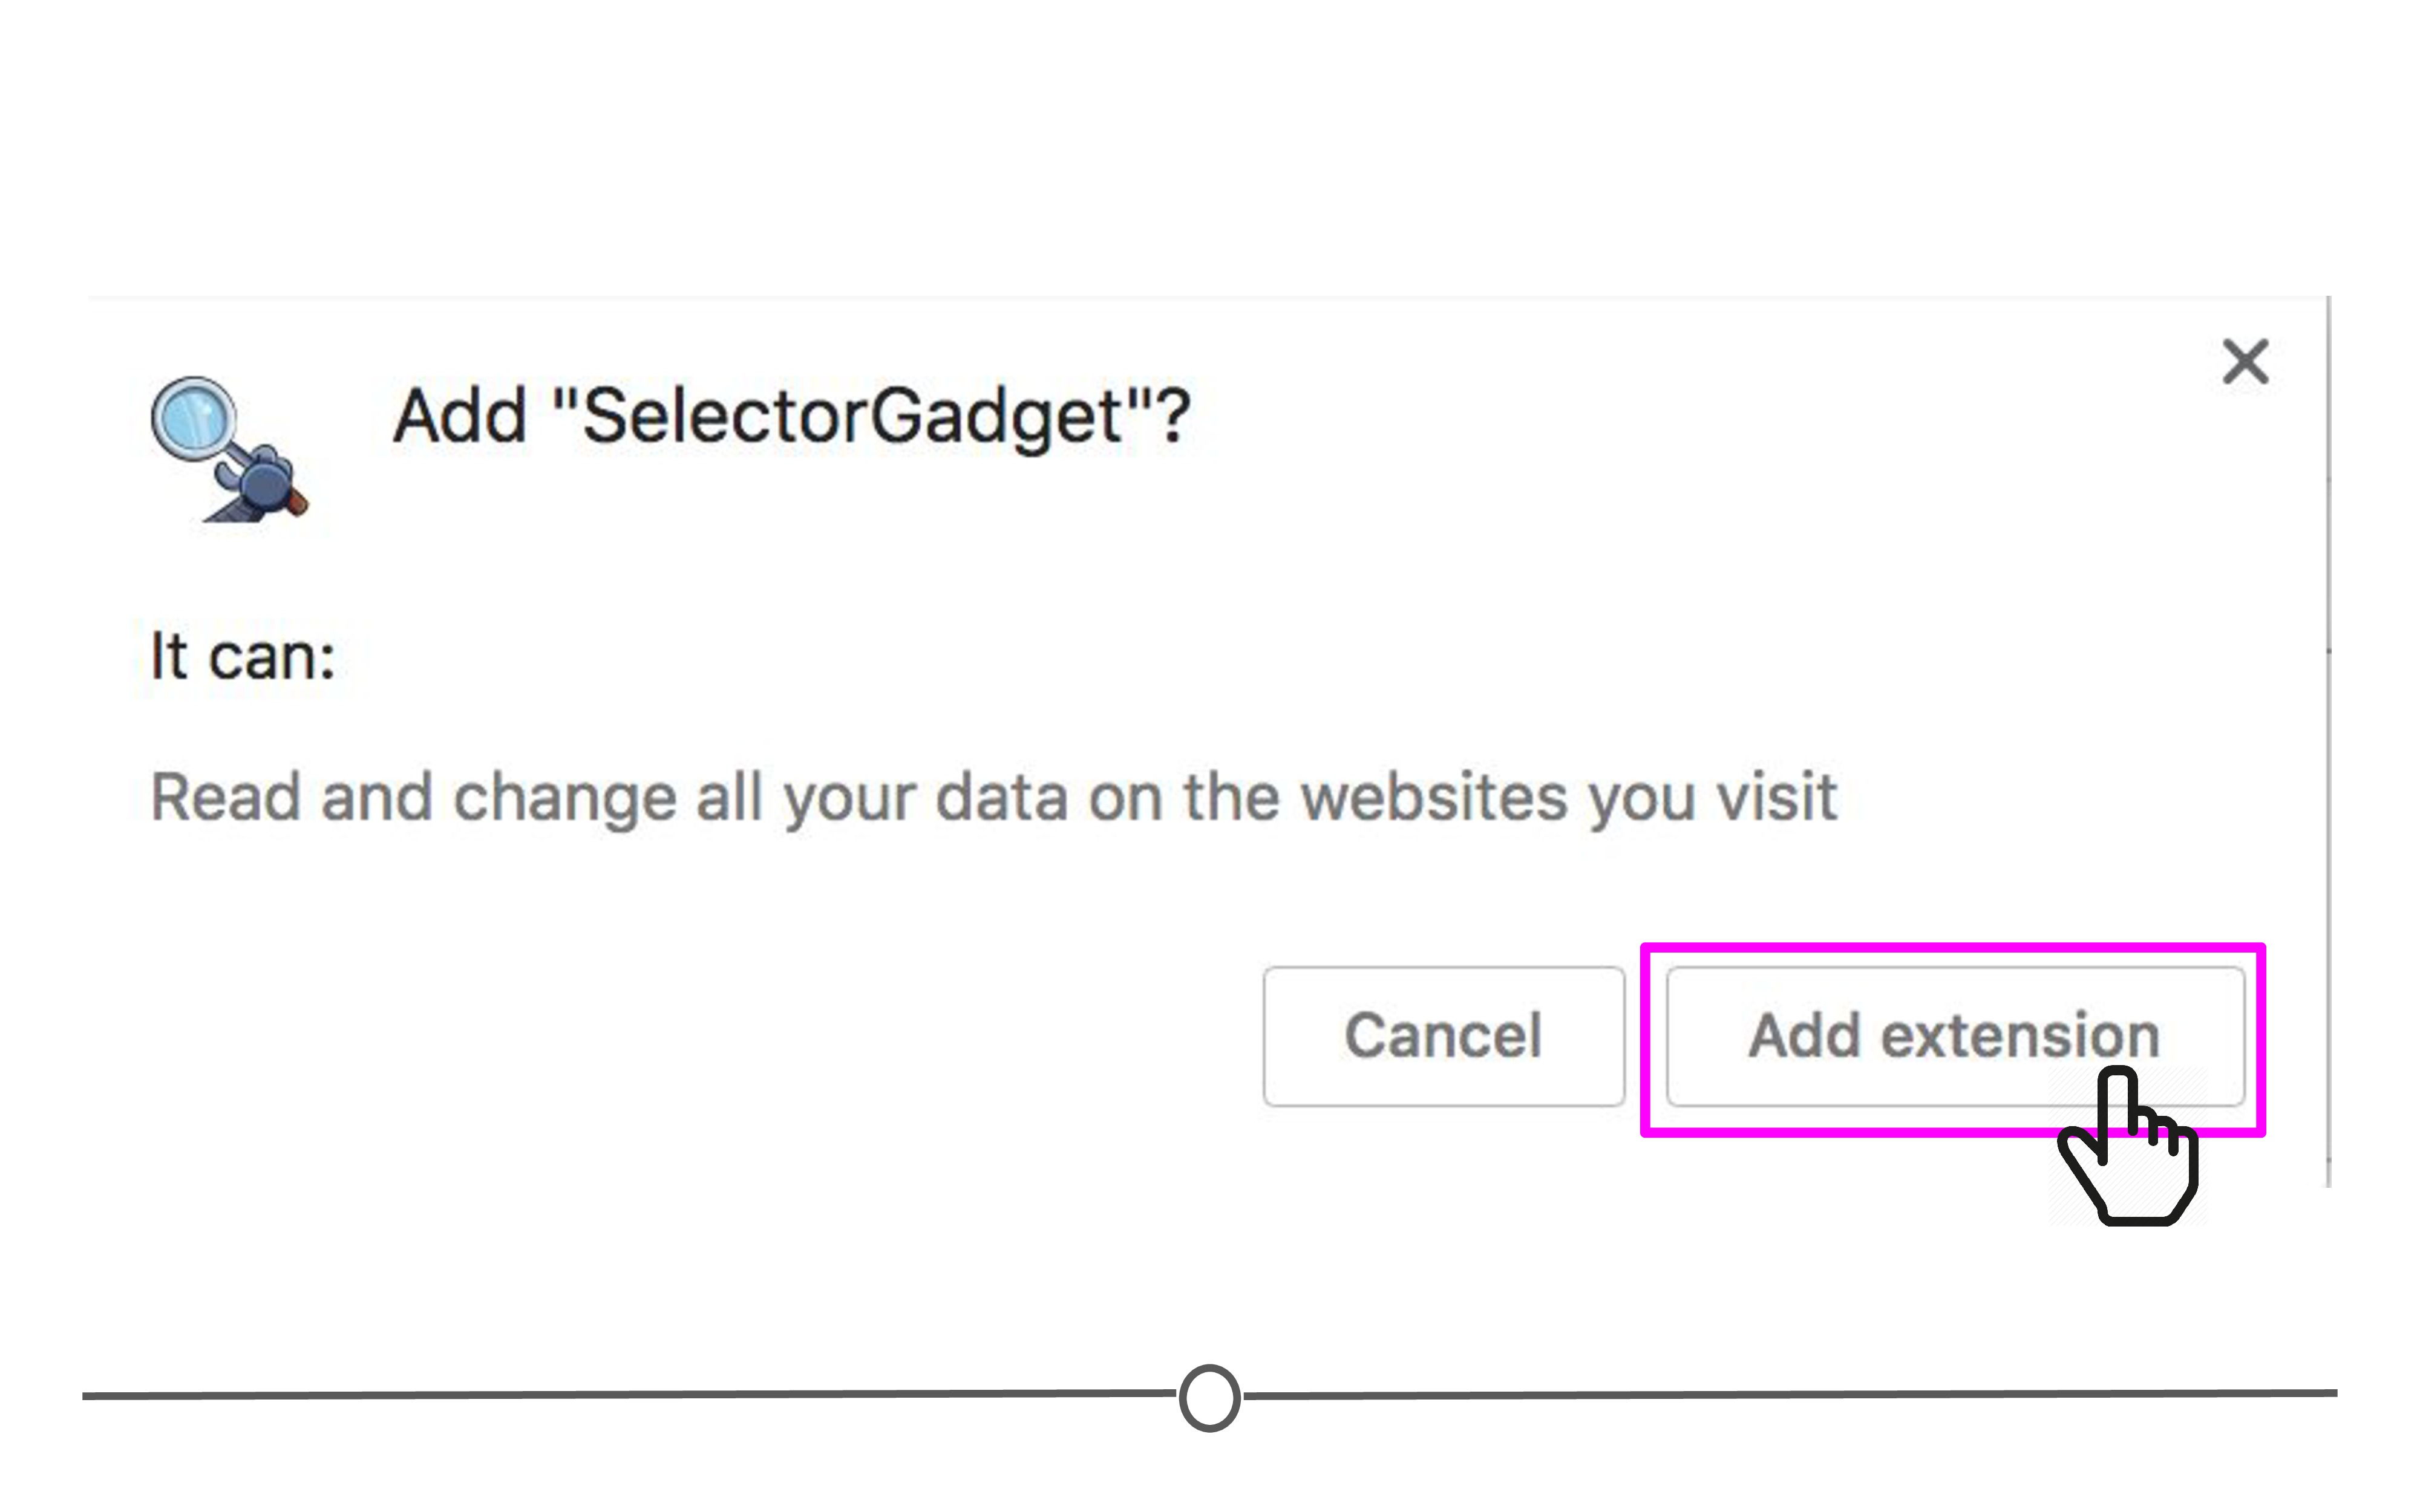 Add "SelectorGadget"?
It can:
Read and change all your data on the websites you visit
Cancel
Add extension